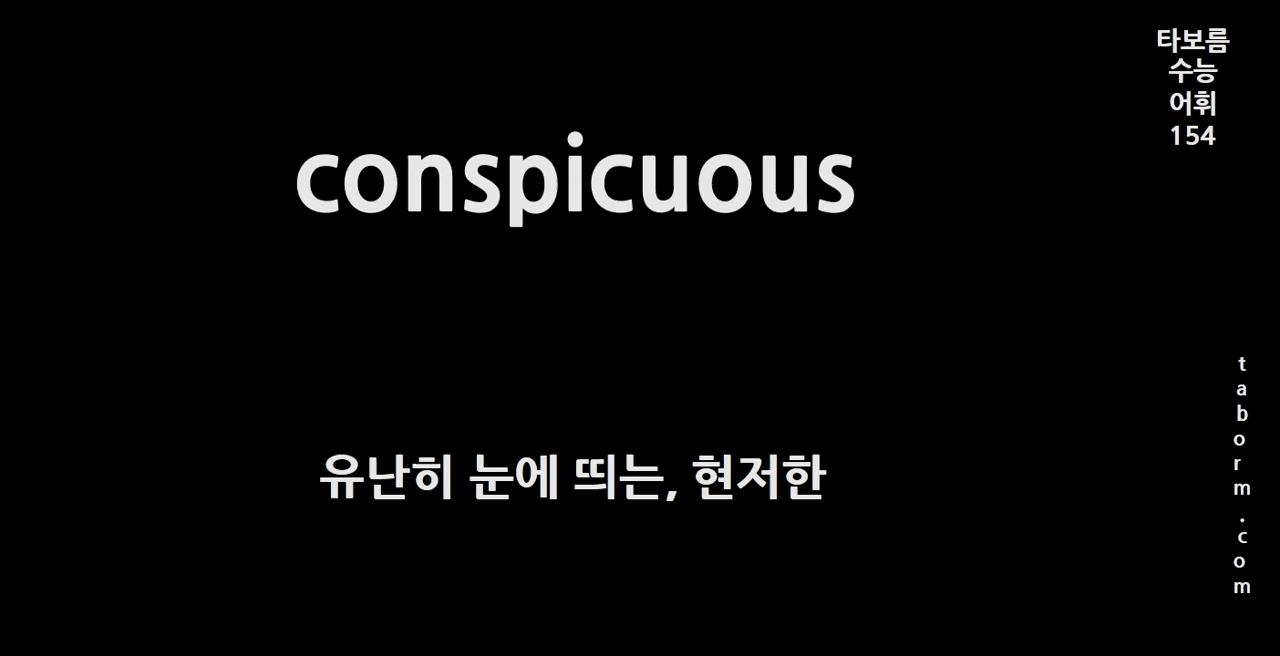 타보름
수능
어휘
154
conspicuous
유난히 눈에 띄는, 현저한
taborm.com